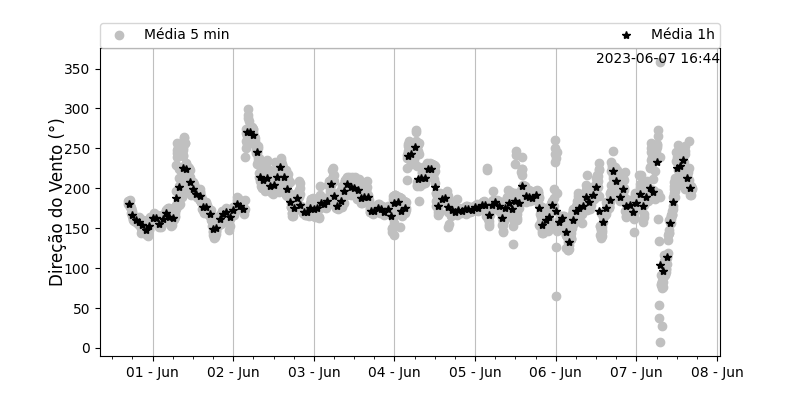 Média 5 min
Média 1h
2023-06-07 16:44
Direção do Vento (°)
350
300
250
200
150
100
50
0
01 - Jun
02 - Jun
03 - Jun
04 - Jun
05 - Jun
06 - Jun
07 - Jun
08 - Jun